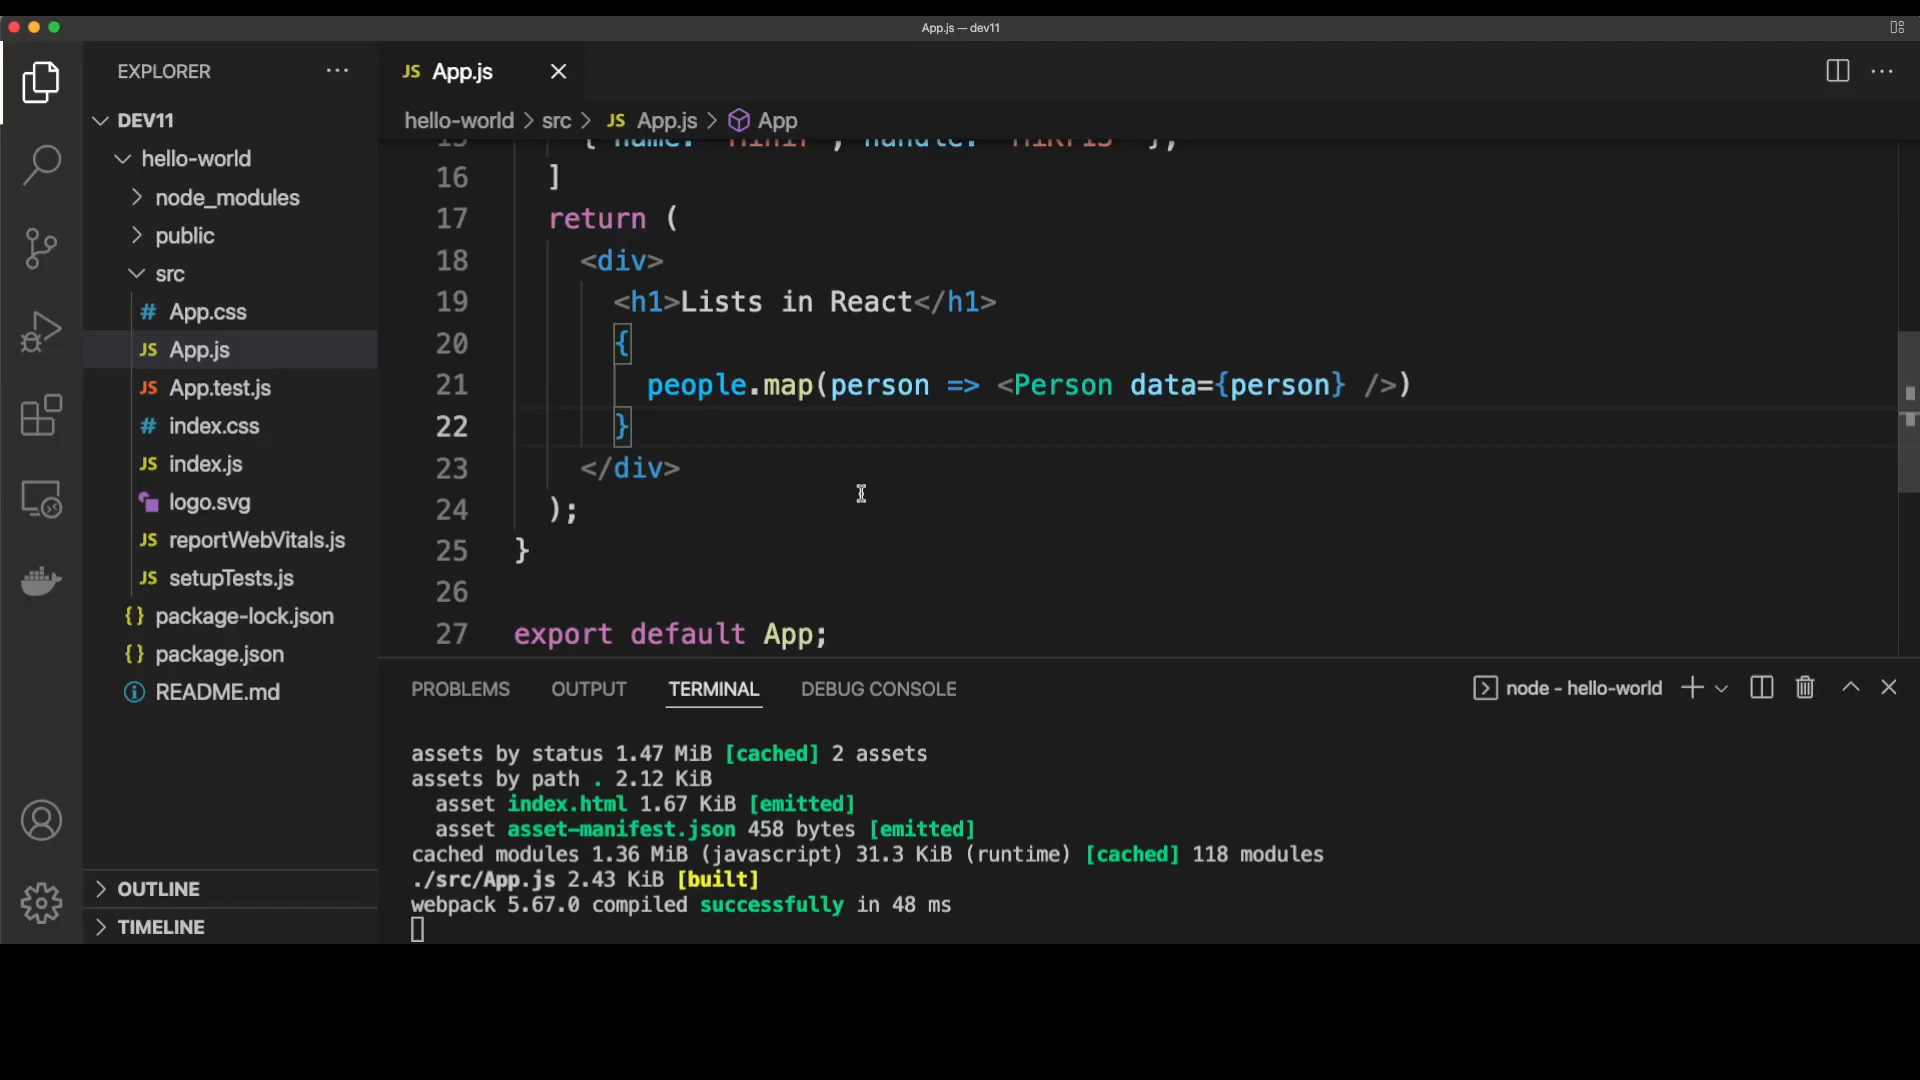 App.js — dev11
EXPLORER
DEV11
hello-world
node_modules
public
src
# App.css
JS App.js
JS App.test.js
# index.css
JS index.js
logo.svg
JS reportWebVitals.js
JS setupTests.js
{} package-lock.json
{} package.json
README.md
OUTLINE
TIMELINE
JS App.js
hello-world > src > JS App.js > App
16 ]
17 return (
18 <div>
19 <h1>Lists in React</h1>
20 {
21 people.map(person => <Person data={person} />)
22 }
23 </div>
24 );
25 }
26
27 export default App;
PROBLEMS OUTPUT TERMINAL DEBUG CONSOLE
node - hello-world
assets by status 1.47 MiB [cached] 2 assets
assets by path . 2.12 KiB
asset index.html 1.67 KiB [emitted]
asset asset-manifest.json 458 bytes [emitted]
cached modules 1.36 MiB (javascript) 31.3 KiB (runtime) [cached] 118 modules
./src/App.js 2.43 KiB [built]
webpack 5.67.0 compiled successfully in 48 ms